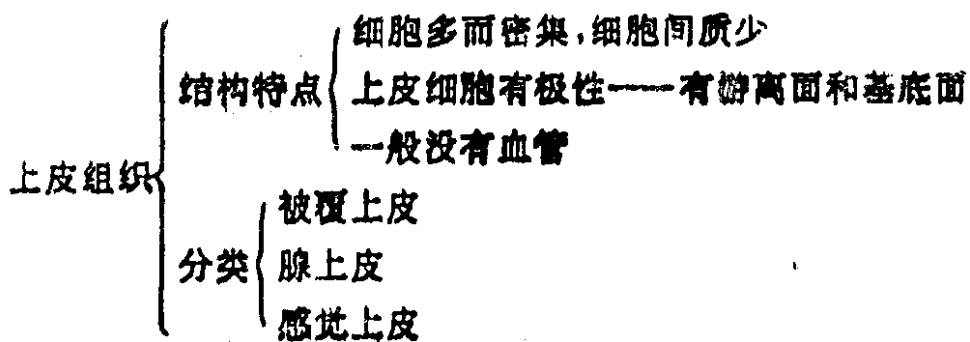 细胞多而密集,细胞间质少
结构特点
上皮细胞有极性——有游离面和基底面
一般没有血管
上皮组织
被覆上皮
分类
腺上皮
感觉上皮